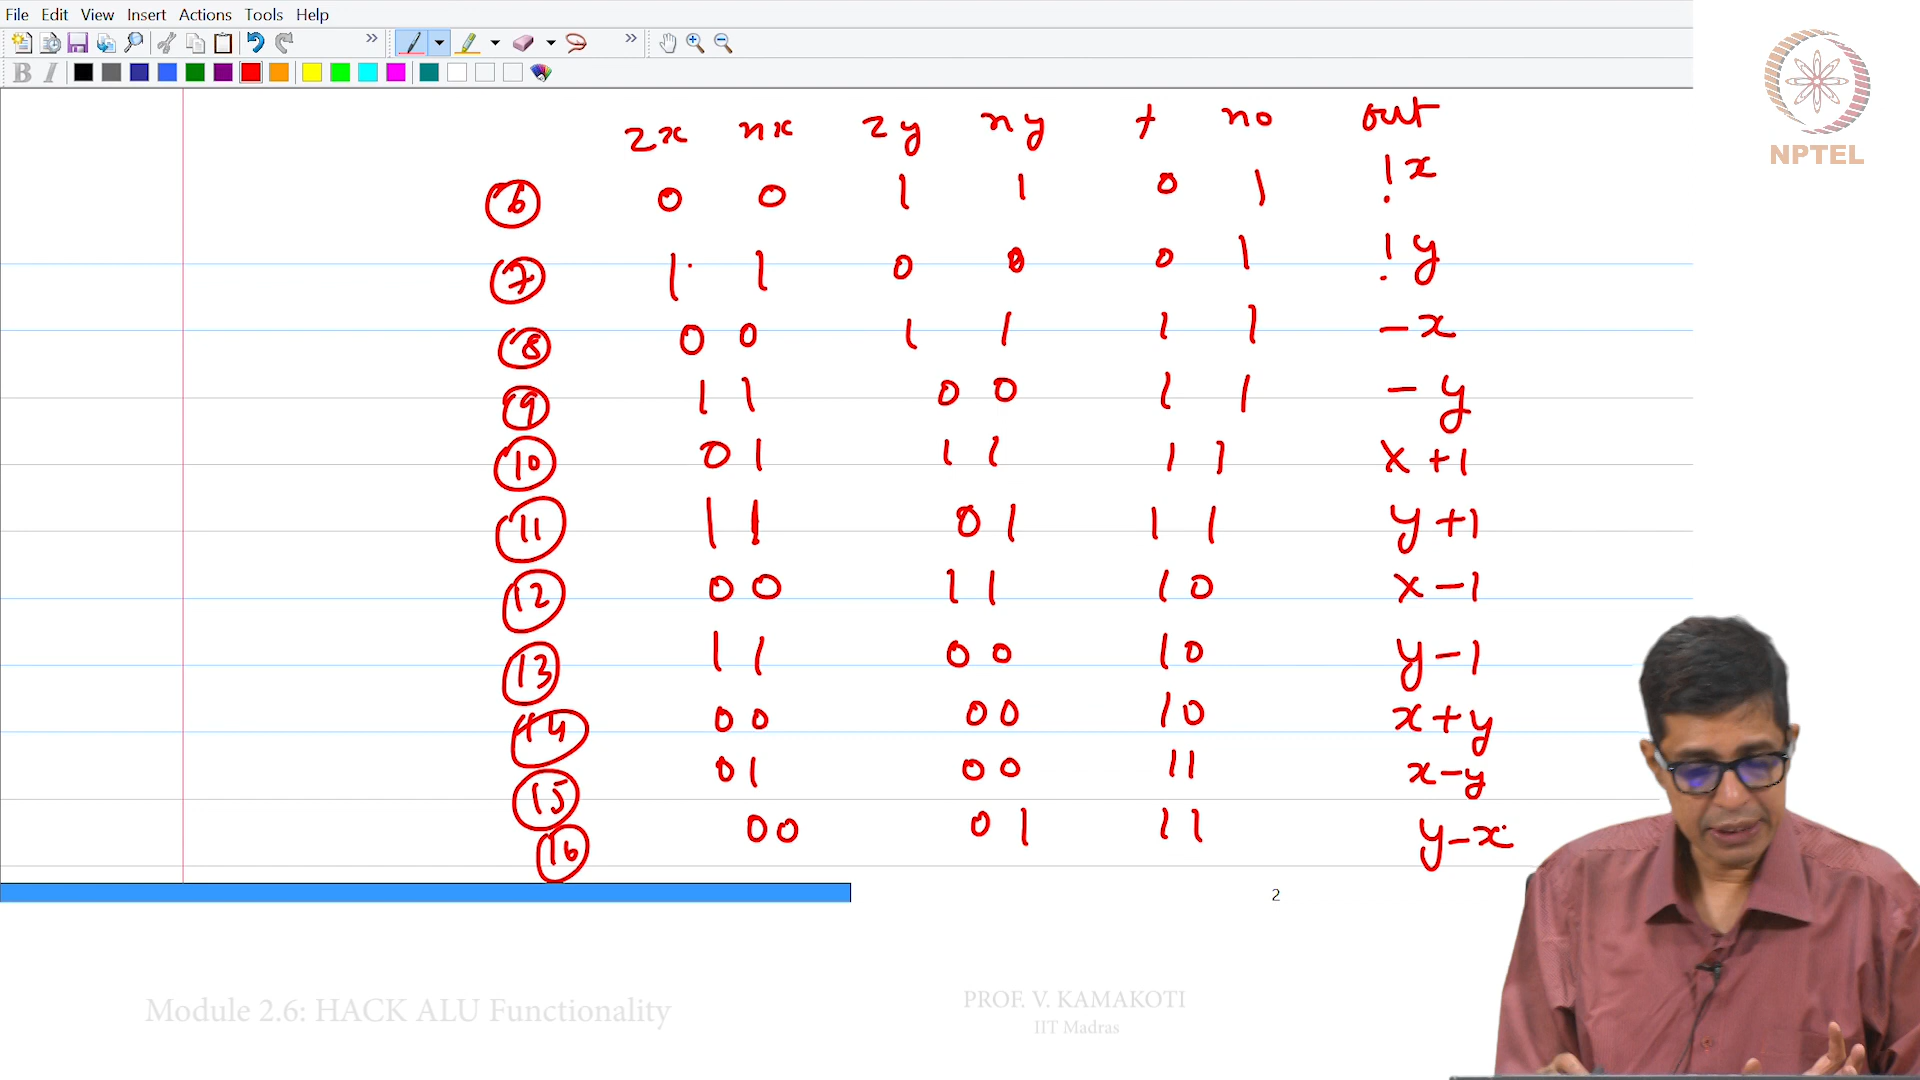 File Edit View Insert Actions Tools Help
B I
NPTEL
zx nx zy ny f no out
6 0 0 1 1 0 1 !x
7 1 1 0 0 0 1 !y
8 0 0 1 1 1 1 -x
9 1 1 0 0 1 1 -y
10 0 1 1 1 1 1 x+1
11 1 1 0 1 1 1 y+1
12 0 0 1 1 1 0 x-1
13 1 1 0 0 1 0 y-1
14 0 0 0 0 1 0 x+y
15 0 1 0 0 1 1 x-y
16 0 0 0 1 1 1 y-x
2
Module 2.6: HACK ALU Functionality
PROF. V. KAMAKOTI
IIT Madras